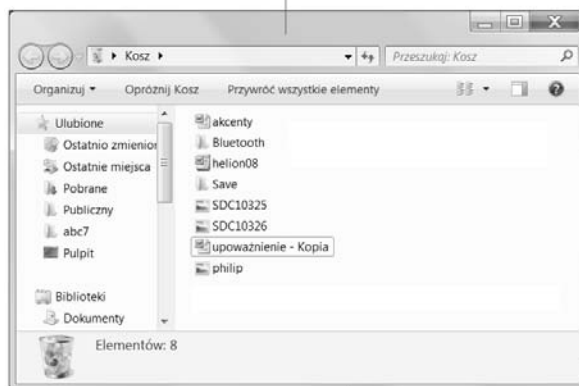 Kosz
Przeszukaj: Kosz
Organizuj Opróżnij Kosz Przywróć wszystkie elementy
Ulubione
Ostatnio zmienior
Ostatnie miejsca
Pobrane
Publiczny
abc7
Pulpit
Biblioteki
Dokumenty
akcenty
Bluetooth
helion08
Save
SDC10325
SDC10326
upoważnienie - Kopia
philip
Elementów: 8